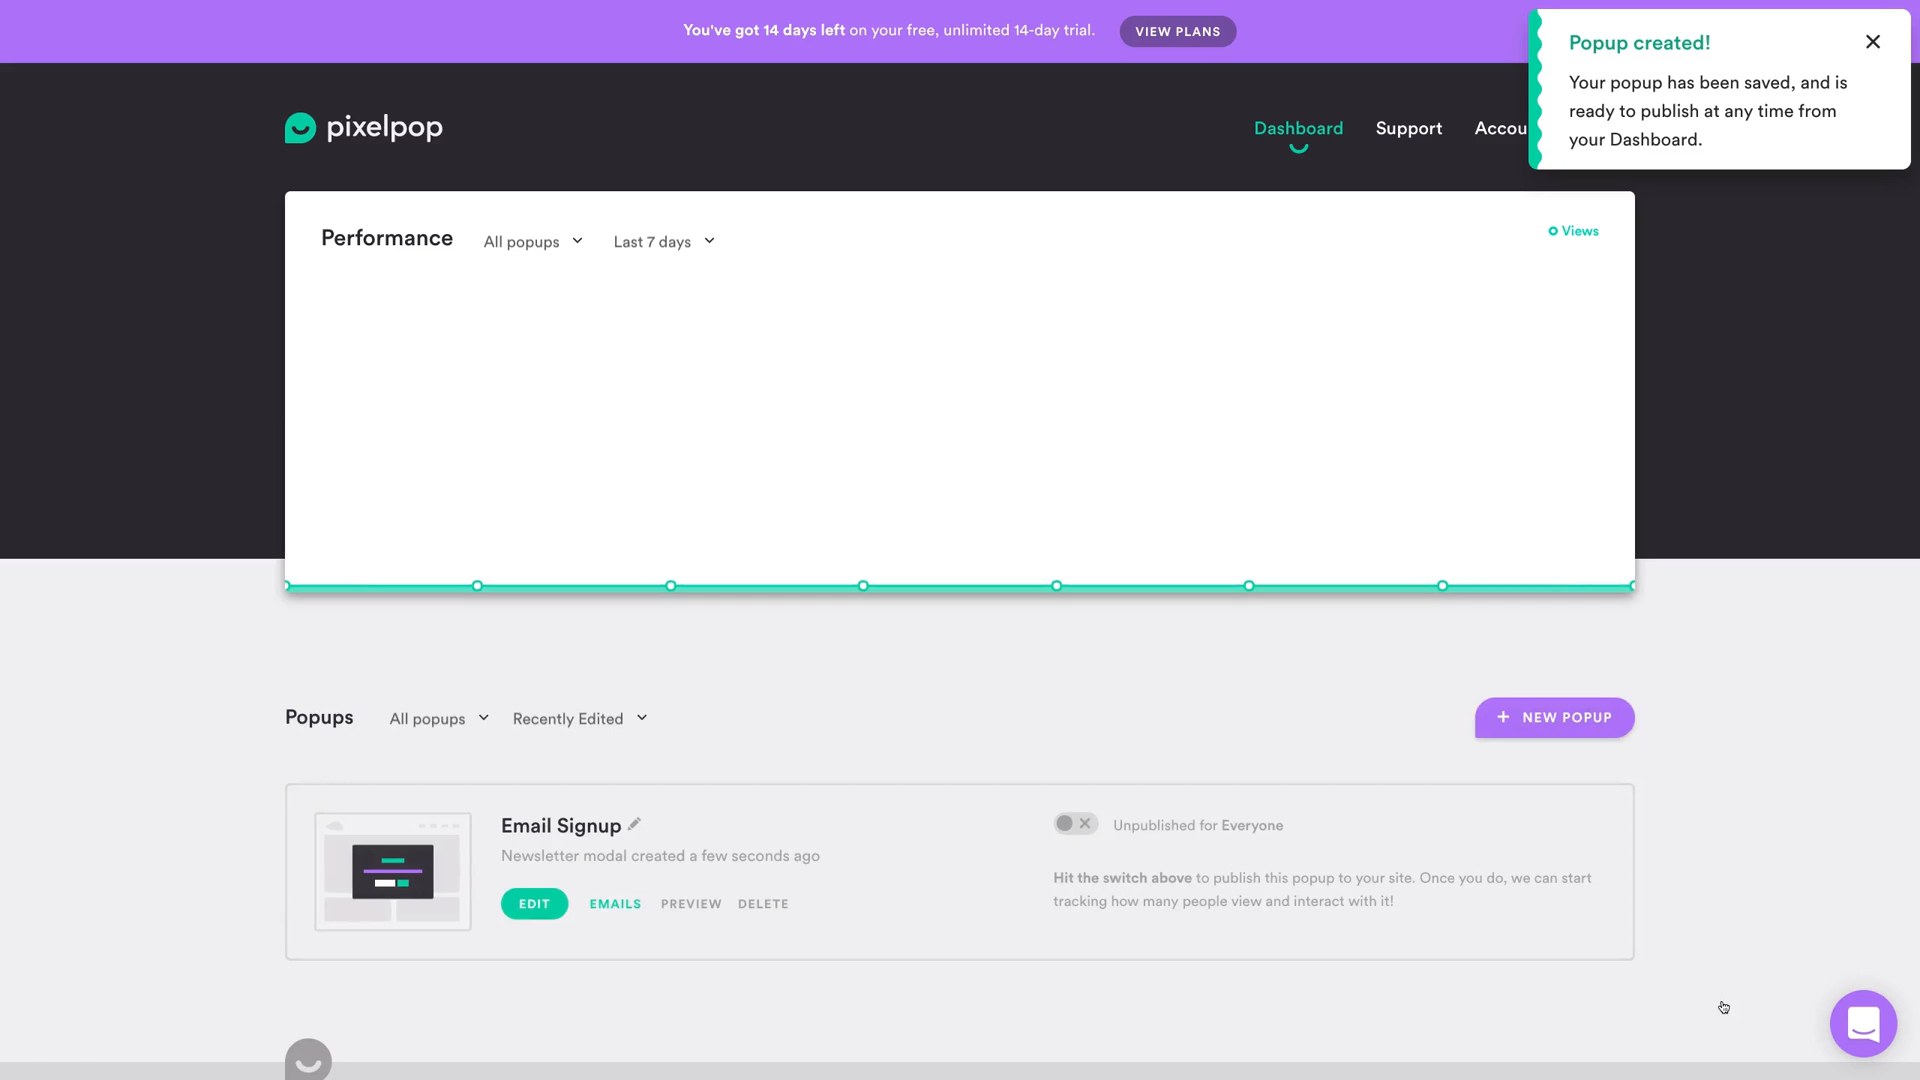 You've got 14 days left on your free, unlimited 14-day trial.
VIEW PLANS
Popup created!
Your popup has been saved, and is
ready to publish at any time from
your Dashboard.
pixelpop
Dashboard
Support
Accou
Performance
All popups
Last 7 days
Views
Popups
All popups
Recently Edited
+ NEW POPUP
Email Signup
Newsletter modal created a few seconds ago
EDIT
EMAILS
PREVIEW
DELETE
Unpublished for Everyone
Hit the switch above to publish this popup to your site. Once you do, we can start
tracking how many people view and interact with it!